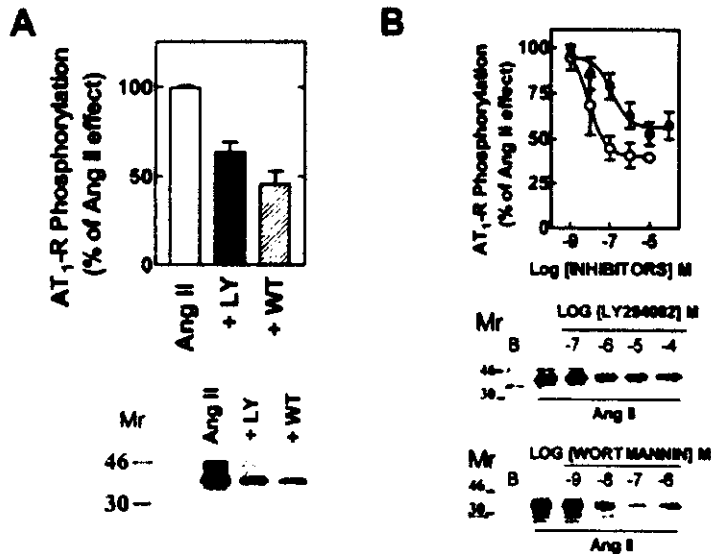 A
AT1-R Phosphorylation
(% of Ang II effect)
100
50
0
Ang II
+ LY
+ WT
Mr
Ang II
+ LY
+ WT
46
30
B
AT1-R Phosphorylation
(% of Ang II effect)
100
75
50
25
0
-9 -7 -5
Log [INHIBITORS] M
LOG [LY294002] M
Mr
B -7 -6 -5 -4
46
30
Ang II
LOG [WORTMANNIN] M
Mr
B -9 -8 -7 -6
46
30
Ang II